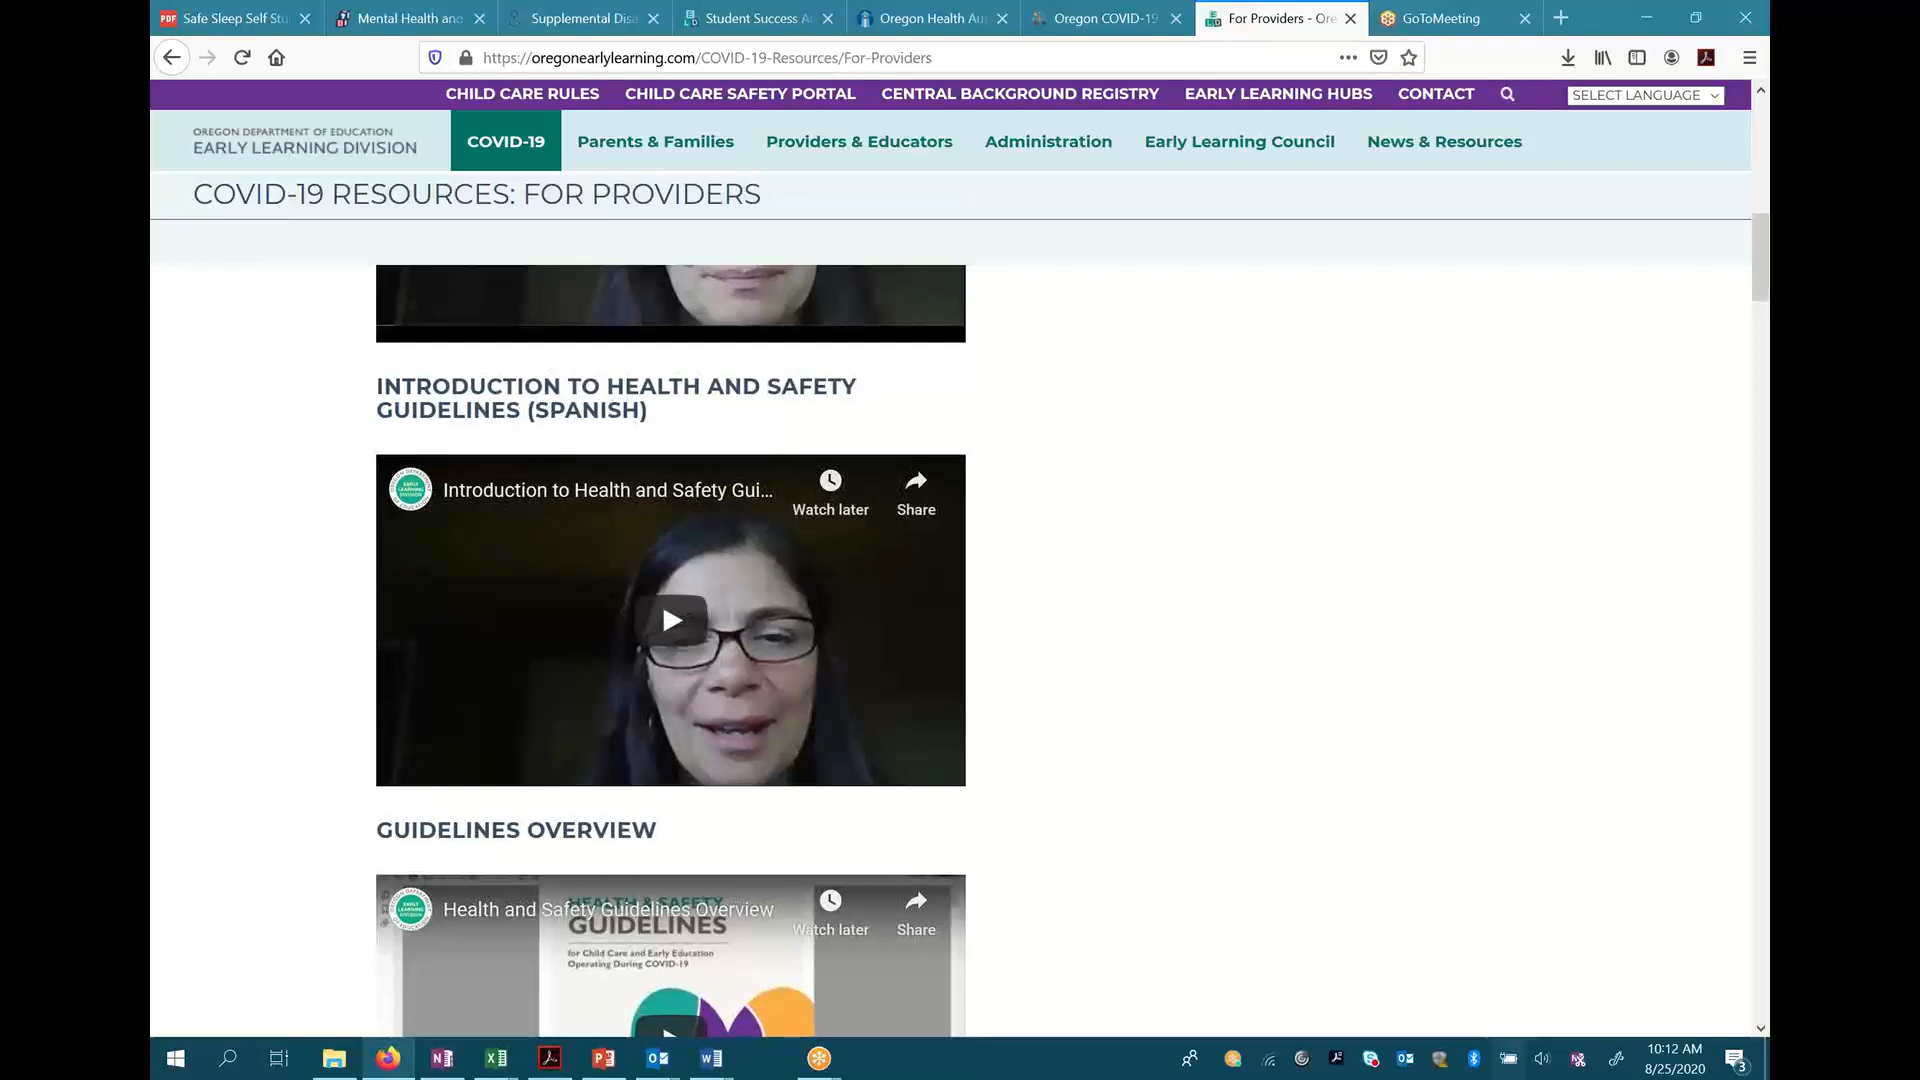 Safe Sleep Self Stu
Mental Health and
Supplemental Disa
Student Success A
Oregon Health Au
Oregon COVID-19
For Providers - Ore
GoToMeeting
https://oregonearlylearning.com/COVID-19-Resources/For-Providers
CHILD CARE RULES CHILD CARE SAFETY PORTAL CENTRAL BACKGROUND REGISTRY EARLY LEARNING HUBS CONTACT SELECT LANGUAGE
OREGON DEPARTMENT OF EDUCATION
EARLY LEARNING DIVISION
COVID-19 Parents & Families Providers & Educators Administration Early Learning Council News & Resources
COVID-19 RESOURCES: FOR PROVIDERS
INTRODUCTION TO HEALTH AND SAFETY
GUIDELINES (SPANISH)
Introduction to Health and Safety Gui...
Watch later
Share
GUIDELINES OVERVIEW
Health and Safety Guidelines Overview
Watch later
Share
HEALTH & SAFETY
GUIDELINES
for Child Care and Early Education
Operating During COVID-19
10:12 AM
8/25/2020
3